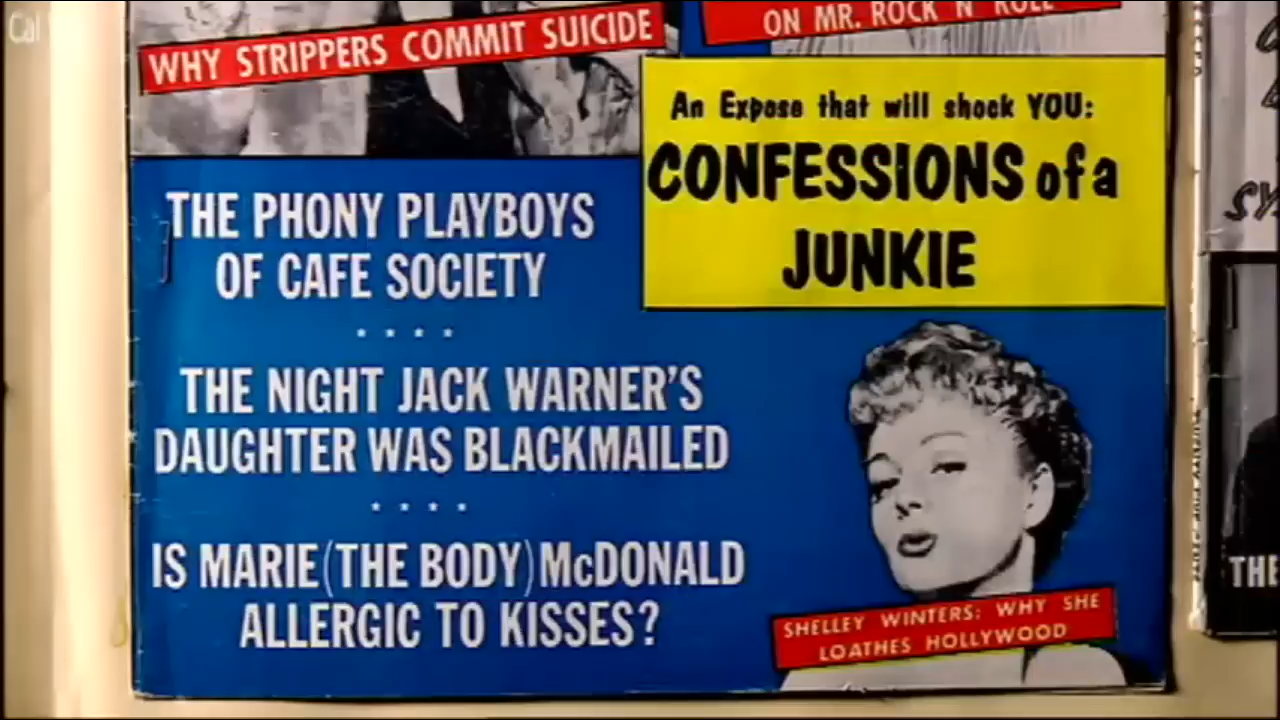 Cal
WHY STRIPPERS COMMIT SUICIDE
ON MR. ROCK 'N' ROLL
An Expose that will shock YOU:
CONFESSIONS of a
JUNKIE
THE PHONY PLAYBOYS
OF CAFE SOCIETY
THE NIGHT JACK WARNER'S
DAUGHTER WAS BLACKMAILED
IS MARIE (THE BODY) McDONALD
ALLERGIC TO KISSES?
SHELLEY WINTERS: WHY SHE
LOATHES HOLLYWOOD
THE